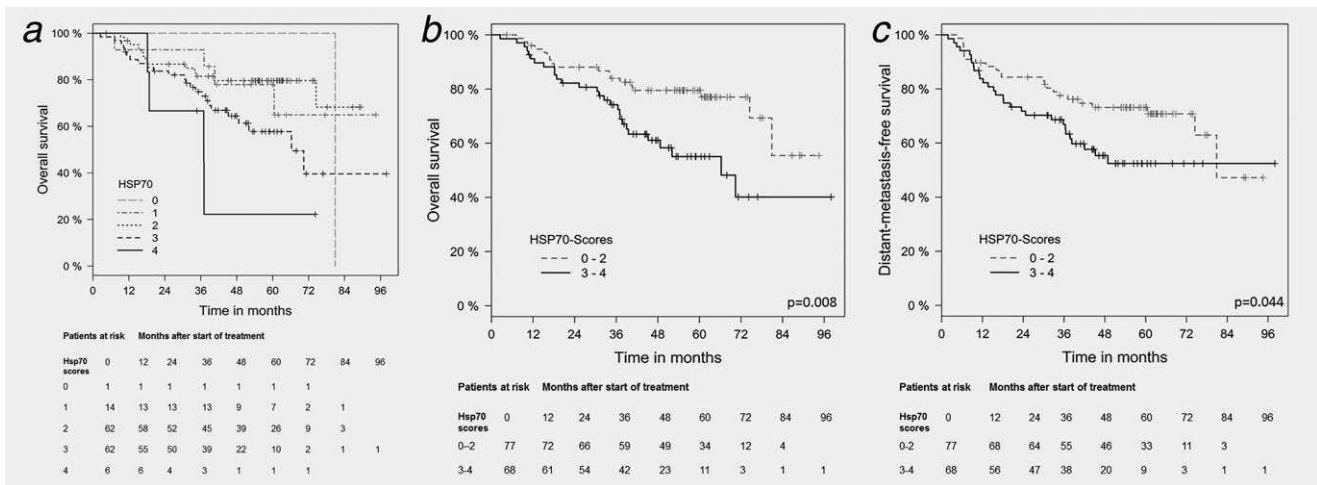 a
100 %
80 %
60 %
40 %
20 %
0 %
Overall survival
HSP70
0
1
2
3
4
0 12 24 36 48 60 72 84 96
Time in months
Patients at risk Months after start of treatment
Hsp70 scores 0 12 24 36 48 60 72 84 96
0 1 1 1 1 1 1 1
1 14 13 13 13 9 7 2 1
2 62 58 52 45 39 26 9 3
3 62 55 50 39 22 10 2 1 1
4 6 6 4 3 1 1 1
b
100 %
80 %
60 %
40 %
20 %
0 %
Overall survival
HSP70-Scores
0 - 2
3 - 4
p=0.008
0 12 24 36 48 60 72 84 96
Time in months
Patients at risk Months after start of treatment
Hsp70 scores 0 12 24 36 48 60 72 84 96
0–2 77 72 66 59 49 34 12 4
3-4 68 61 54 42 23 11 3 1 1
c
100 %
80 %
60 %
40 %
20 %
0 %
Distant-metastasis-free survival
HSP70-Scores
0 - 2
3 - 4
p=0.044
0 12 24 36 48 60 72 84 96
Time in months
Patients at risk Months after start of treatment
Hsp70 scores 0 12 24 36 48 60 72 84 96
0-2 77 68 64 55 46 33 11 3
3-4 68 56 47 38 20 9 3 1 1